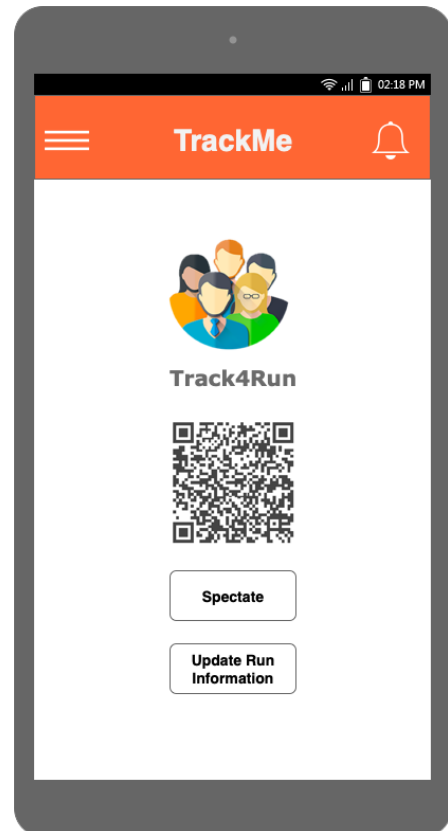 02:18 PM
TrackMe
Track4Run
Spectate
Update Run
Information